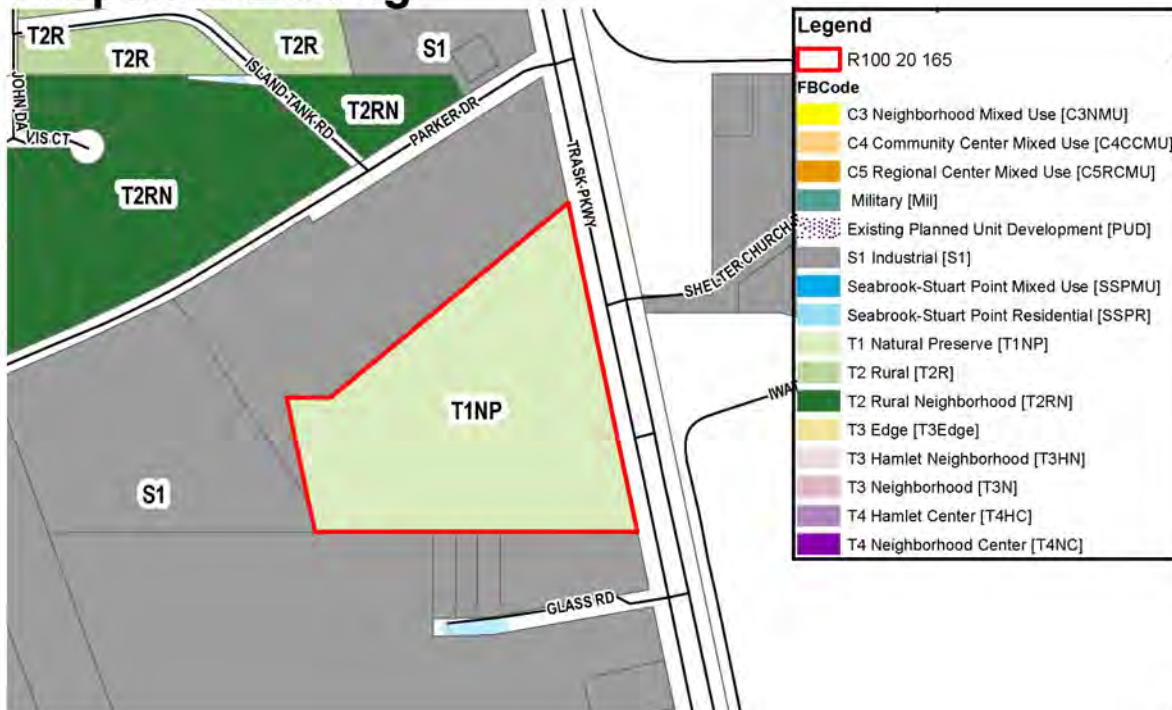 T2R
T2R
T2R
S1
ISLAND TANK RD
T2RN
PARKER DR
JOHN DA
VIS CT
T2RN
TRASK PKWY
SHELTER CHURCH
T1NP
IWA
S1
GLASS RD
Legend
R100 20 165
FBCode
C3 Neighborhood Mixed Use [C3NMU]
C4 Community Center Mixed Use [C4CCMU]
C5 Regional Center Mixed Use [C5RCMU]
Military [Mil]
Existing Planned Unit Development [PUD]
S1 Industrial [S1]
Seabrook-Stuart Point Mixed Use [SSPMU]
Seabrook-Stuart Point Residential [SSPR]
T1 Natural Preserve [T1NP]
T2 Rural [T2R]
T2 Rural Neighborhood [T2RN]
T3 Edge [T3Edge]
T3 Hamlet Neighborhood [T3HN]
T3 Neighborhood [T3N]
T4 Hamlet Center [T4HC]
T4 Neighborhood Center [T4NC]